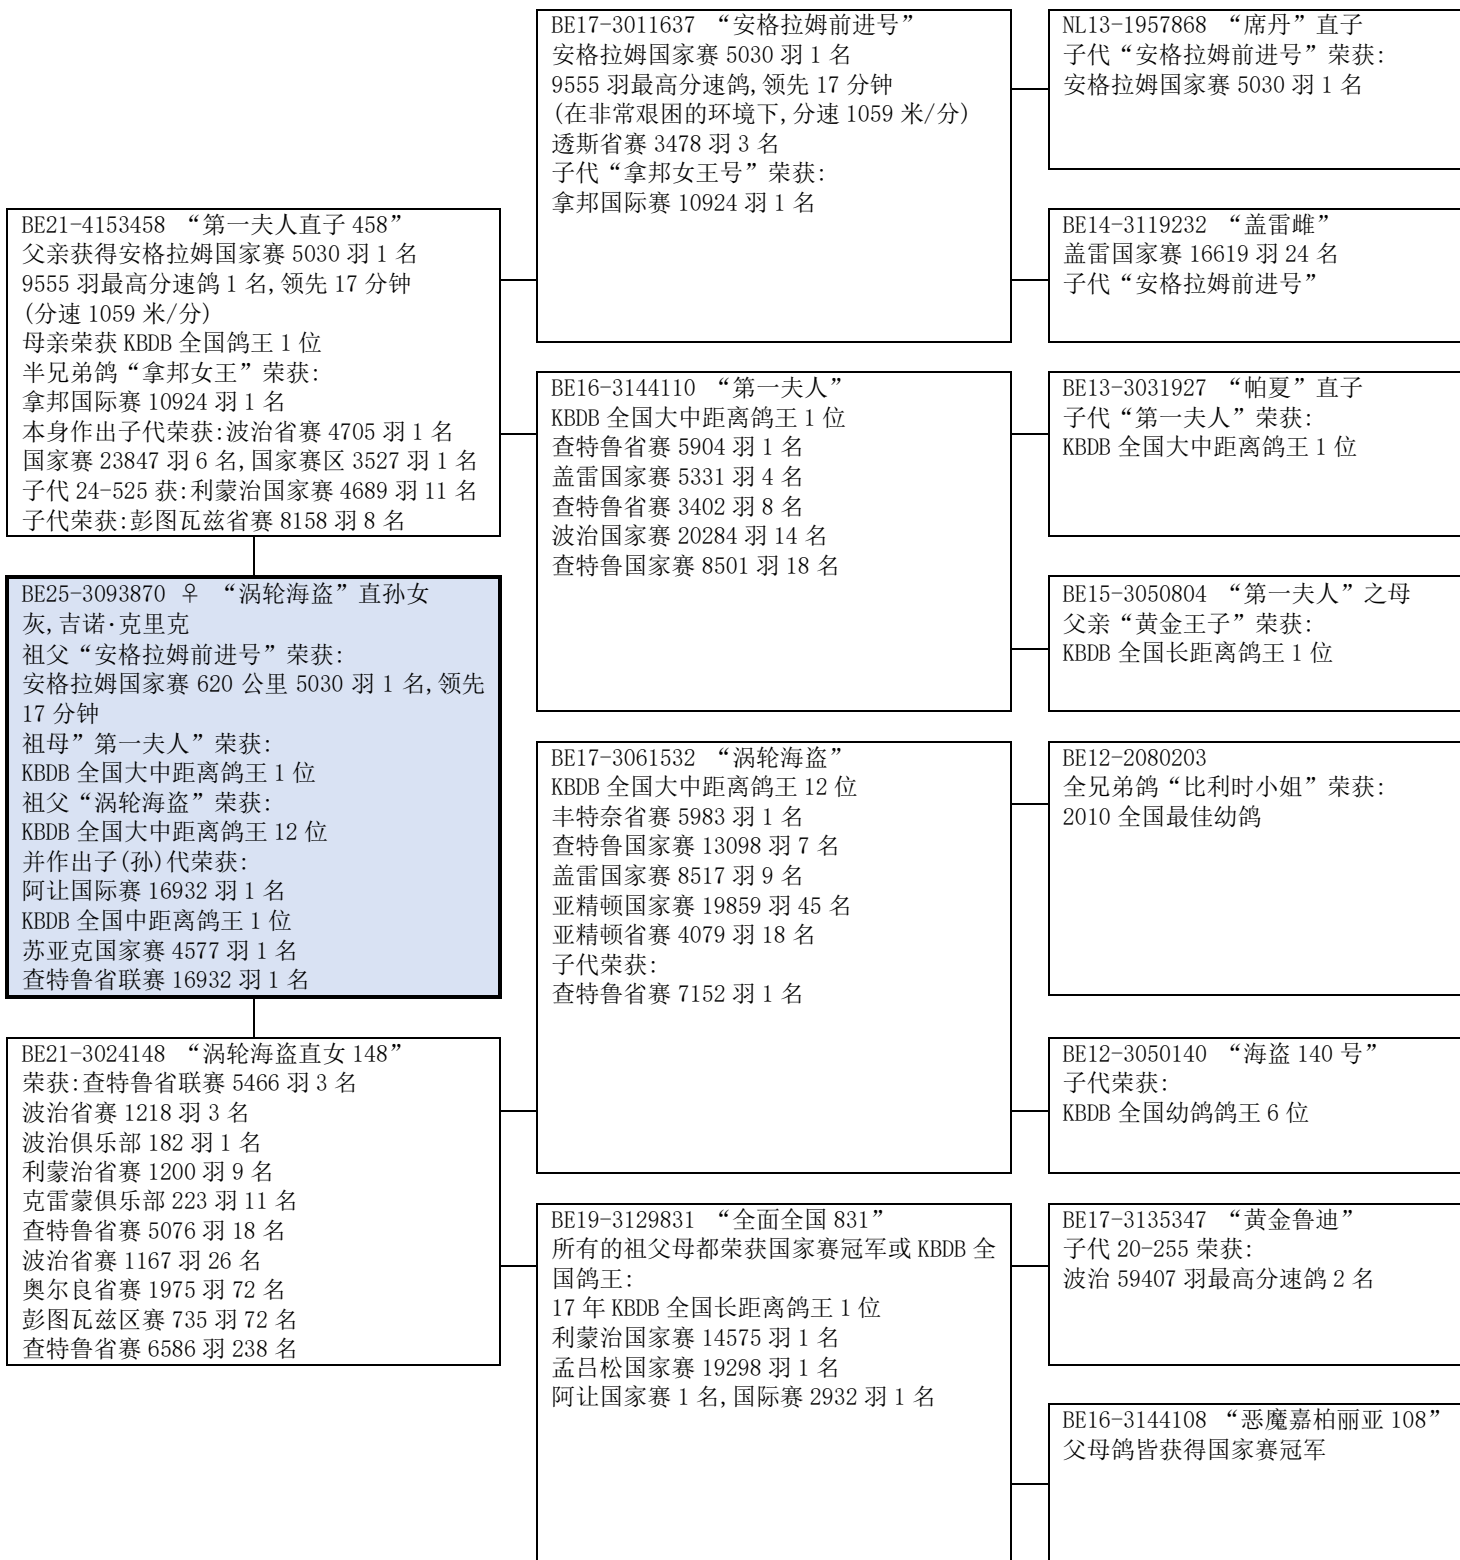 BE21-4153458 “第一夫人直子 458”
父亲获得安格拉姆国家赛 5030 羽 1 名
9555 羽最高分速鸽 1 名,领先 17 分钟
(分速 1059 米/分)
母亲荣获 KBDB 全国鸽王 1 位
半兄弟鸽“拿邦女王”荣获:
拿邦国际赛 10924 羽 1 名
本身作出子代荣获:波治省赛 4705 羽 1 名
国家赛 23847 羽 6 名,国家赛区 3527 羽 1 名
子代 24-525 获:利蒙治国家赛 4689 羽 11 名
子代荣获:彭图瓦兹省赛 8158 羽 8 名
BE25-3093870 ♀ “涡轮海盗”直孙女
灰,吉诺·克里克
祖父“安格拉姆前进号”荣获:
安格拉姆国家赛 620 公里 5030 羽 1 名,领先
17 分钟
祖母”第一夫人”荣获:
KBDB 全国大中距离鸽王 1 位
祖父“涡轮海盗”荣获:
KBDB 全国大中距离鸽王 12 位
并作出子(孙)代荣获:
阿让国际赛 16932 羽 1 名
KBDB 全国中距离鸽王 1 位
苏亚克国家赛 4577 羽 1 名
查特鲁省联赛 16932 羽 1 名
BE21-3024148 “涡轮海盗直女 148”
荣获:查特鲁省联赛 5466 羽 3 名
波治省赛 1218 羽 3 名
波治俱乐部 182 羽 1 名
利蒙治省赛 1200 羽 9 名
克雷蒙俱乐部 223 羽 11 名
查特鲁省赛 5076 羽 18 名
波治省赛 1167 羽 26 名
奥尔良省赛 1975 羽 72 名
彭图瓦兹区赛 735 羽 72 名
查特鲁省赛 6586 羽 238 名
BE17-3011637 “安格拉姆前进号”
安格拉姆国家赛 5030 羽 1 名
9555 羽最高分速鸽,领先 17 分钟
(在非常艰困的环境下,分速 1059 米/分)
透斯省赛 3478 羽 3 名
子代“拿邦女王号”荣获:
拿邦国际赛 10924 羽 1 名
BE16-3144110 “第一夫人”
KBDB 全国大中距离鸽王 1 位
查特鲁省赛 5904 羽 1 名
盖雷国家赛 5331 羽 4 名
查特鲁省赛 3402 羽 8 名
波治国家赛 20284 羽 14 名
查特鲁国家赛 8501 羽 18 名
BE17-3061532 “涡轮海盗”
KBDB 全国大中距离鸽王 12 位
丰特奈省赛 5983 羽 1 名
查特鲁国家赛 13098 羽 7 名
盖雷国家赛 8517 羽 9 名
亚精顿国家赛 19859 羽 45 名
亚精顿省赛 4079 羽 18 名
子代荣获:
查特鲁省赛 7152 羽 1 名
BE19-3129831 “全面全国 831”
所有的祖父母都荣获国家赛冠军或 KBDB 全
国鸽王:
17 年 KBDB 全国长距离鸽王 1 位
利蒙治国家赛 14575 羽 1 名
孟吕松国家赛 19298 羽 1 名
阿让国家赛 1 名,国际赛 2932 羽 1 名
NL13-1957868 “席丹”直子
子代“安格拉姆前进号”荣获:
安格拉姆国家赛 5030 羽 1 名
BE14-3119232 “盖雷雌”
盖雷国家赛 16619 羽 24 名
子代“安格拉姆前进号”
BE13-3031927 “帕夏”直子
子代“第一夫人”荣获:
KBDB 全国大中距离鸽王 1 位
BE15-3050804 “第一夫人”之母
父亲“黄金王子”荣获:
KBDB 全国长距离鸽王 1 位
BE12-2080203
全兄弟鸽“比利时小姐”荣获:
2010 全国最佳幼鸽
BE12-3050140 “海盗 140 号”
子代荣获:
KBDB 全国幼鸽鸽王 6 位
BE17-3135347 “黄金鲁迪”
子代 20-255 荣获:
波治 59407 羽最高分速鸽 2 名
BE16-3144108 “恶魔嘉柏丽亚 108”
父母鸽皆获得国家赛冠军